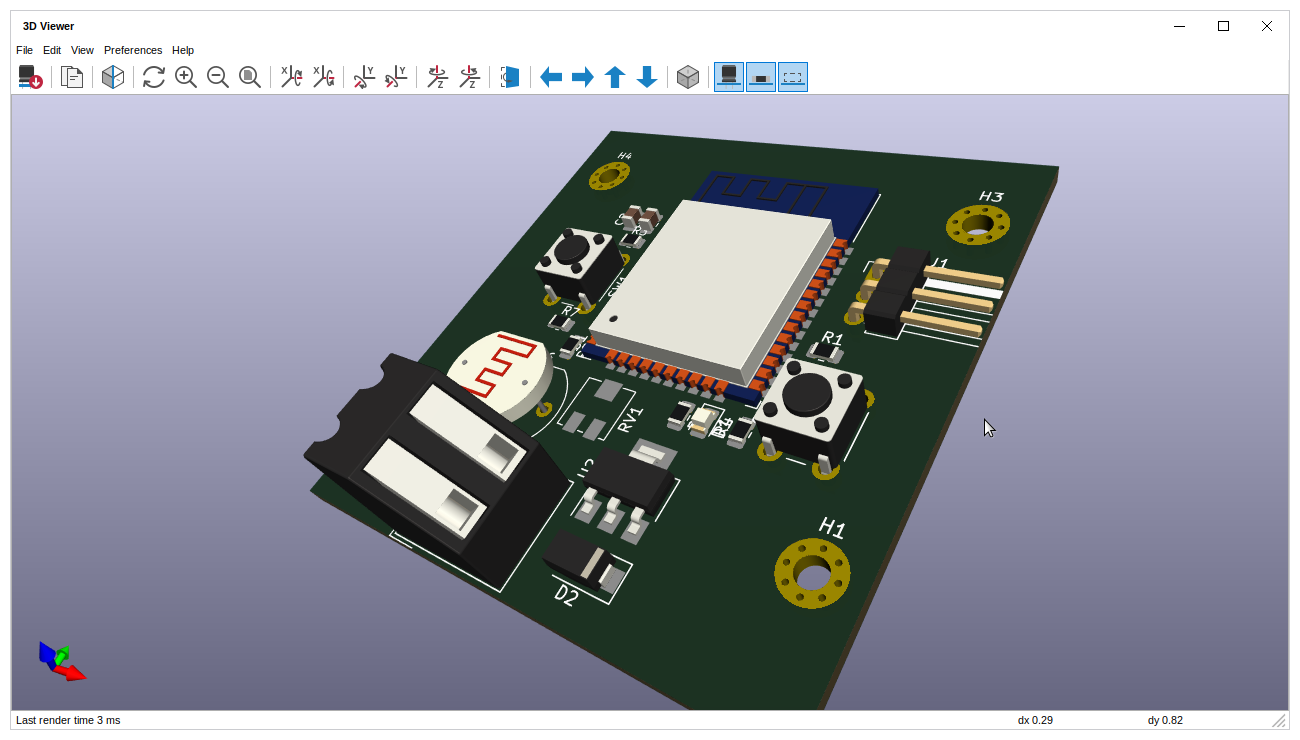 3D Viewer
File Edit View Preferences Help
X X Y Y Z Z
H4
H3
J1
R7
R1
RV1
H1
D2
Last render time 3 ms dx 0.29 dy 0.82